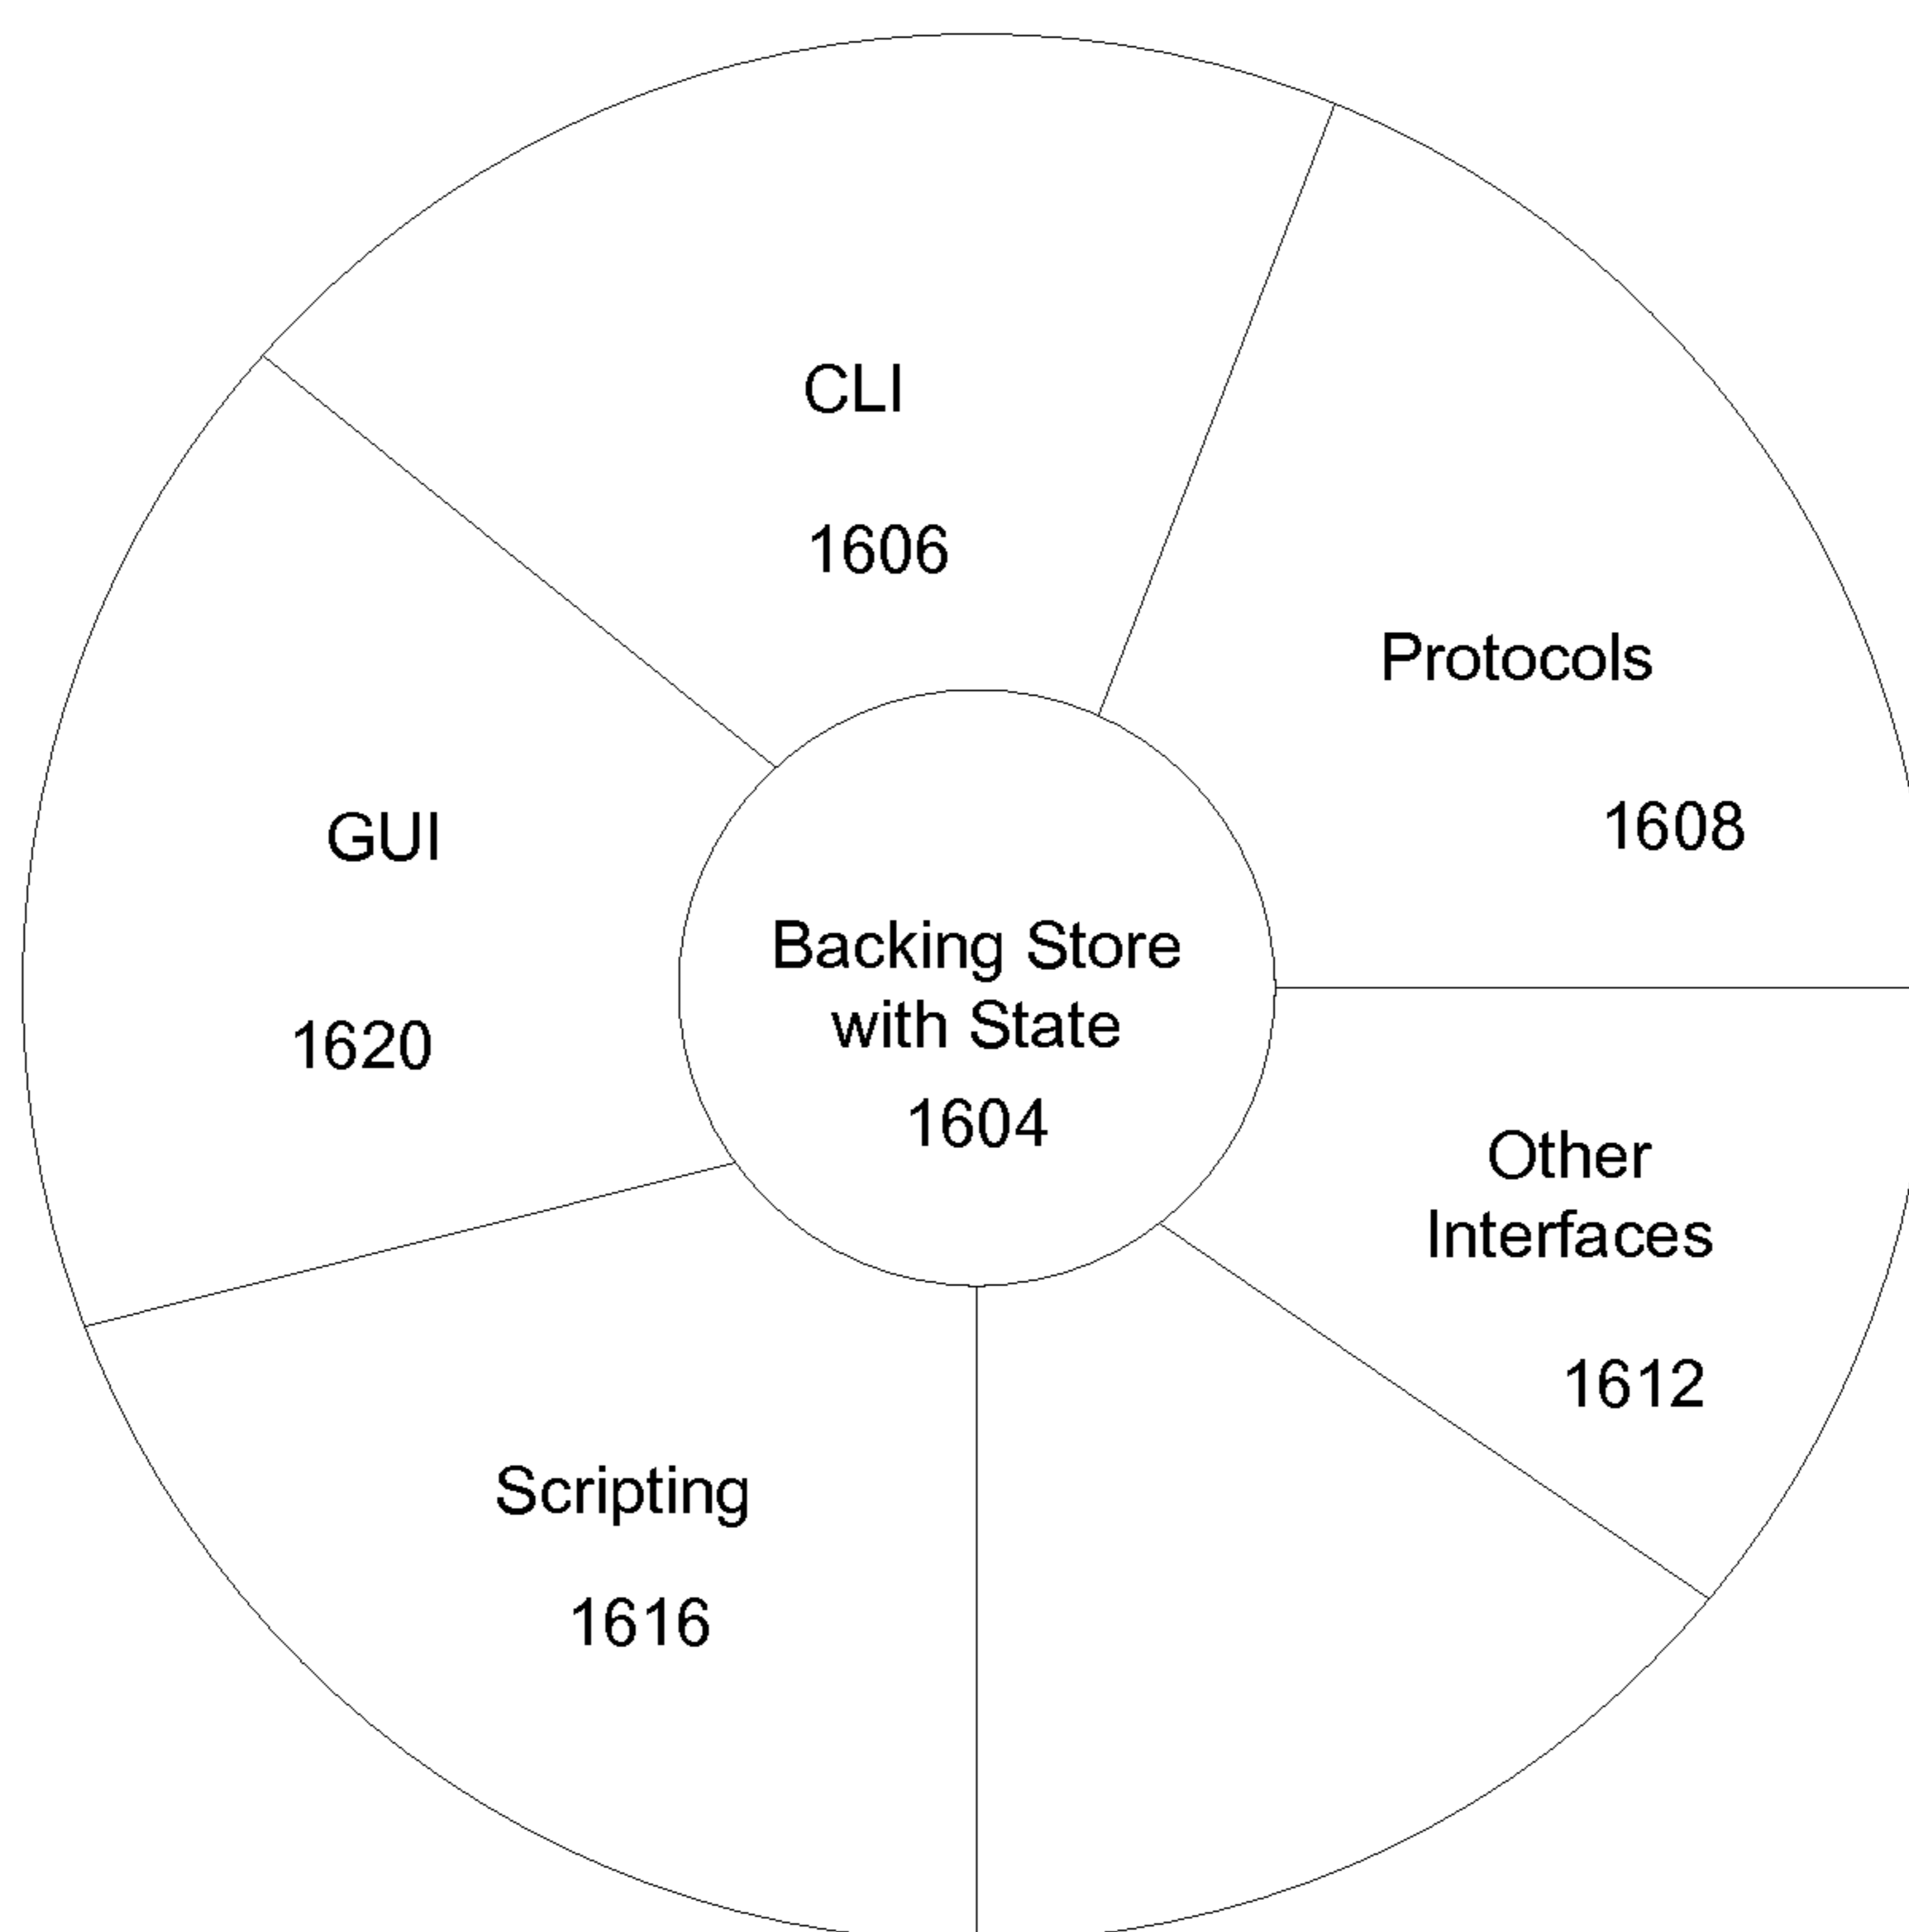 CLI
1606
Protocols
1608
GUI
1620
Backing Store
with State
1604
Other
Interfaces
1612
Scripting
1616